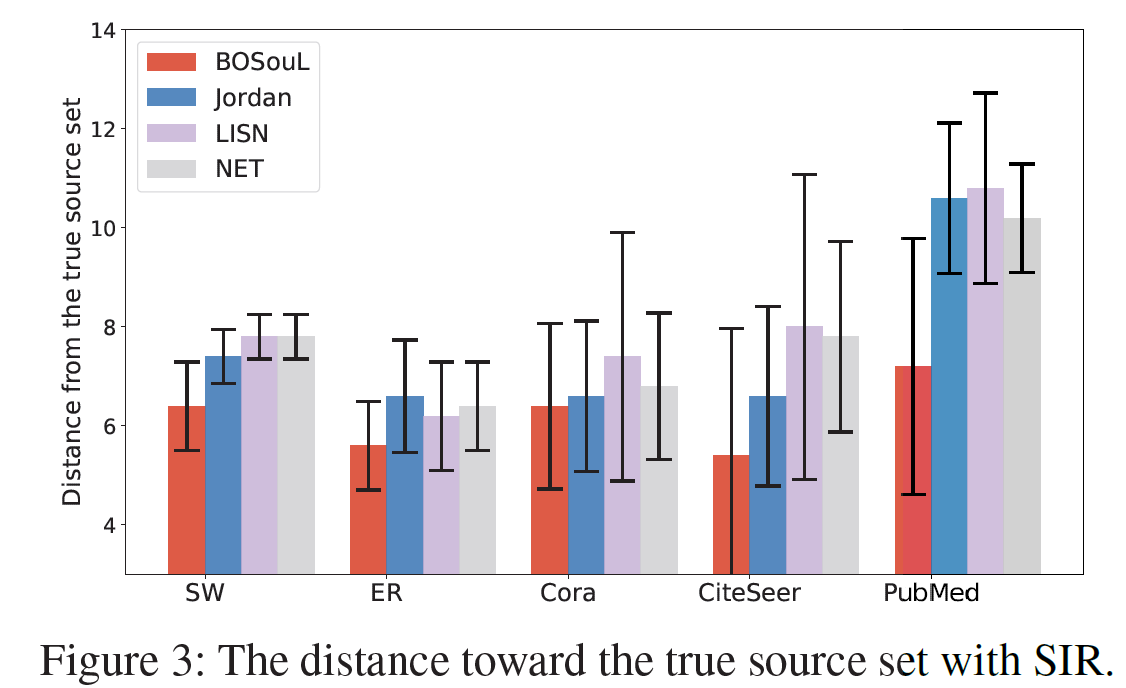 14
12
10
8
6
4
Distance from the true source set
BOSouL
Jordan
LISN
NET
SW
ER
Cora
CiteSeer
PubMed
Figure 3: The distance toward the true source set with SIR.